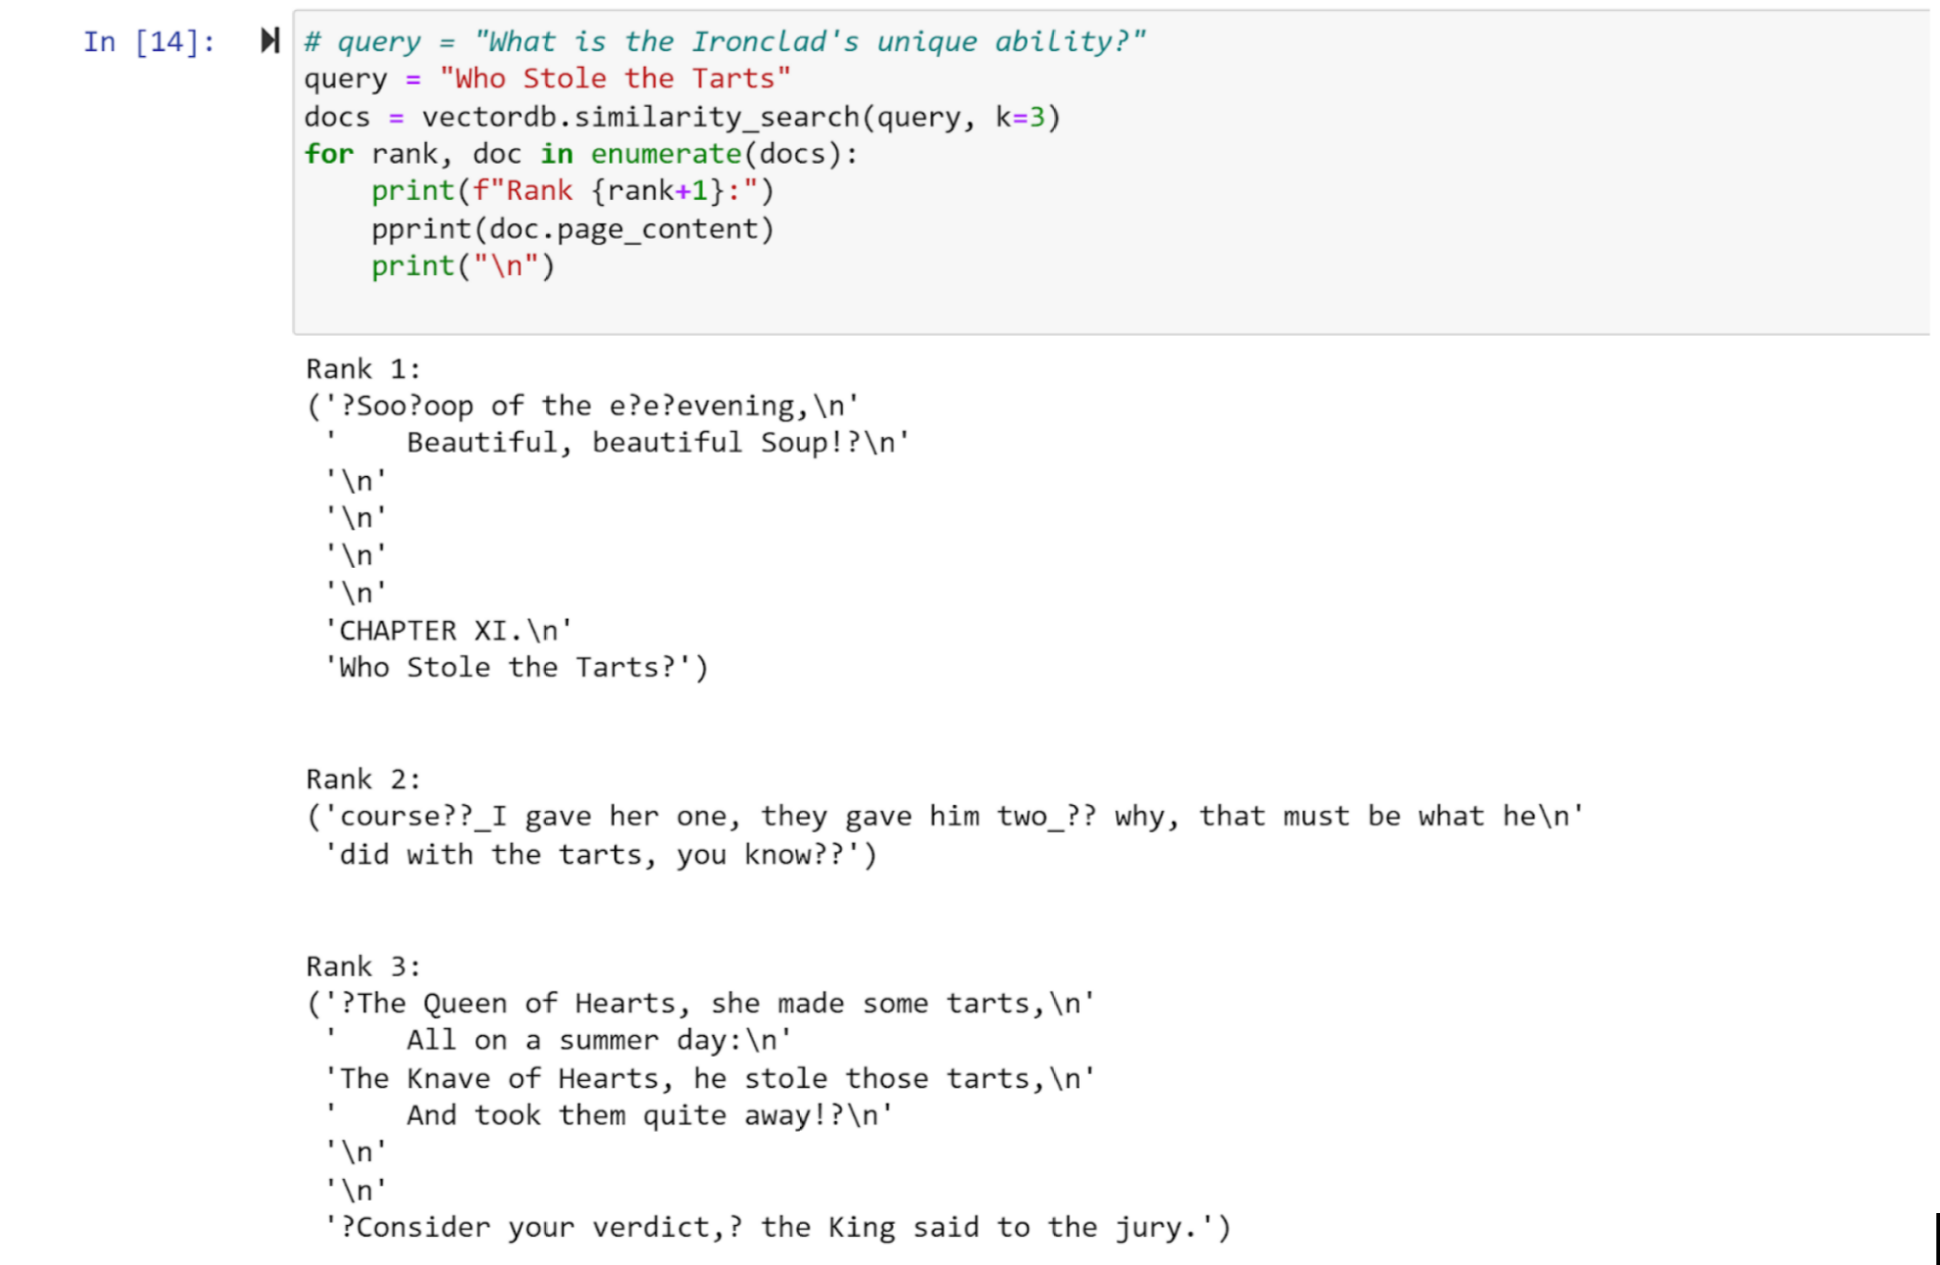 In [14]:
# query = "What is the Ironclad's unique ability?"
query = "Who Stole the Tarts"
docs = vectordb.similarity_search(query, k=3)
for rank, doc in enumerate(docs):
    print(f"Rank {rank+1}:")
    pprint(doc.page_content)
    print("\n")
Rank 1:
('?Soo?oop of the e?e?evening,\n'
 '    Beautiful, beautiful Soup!?\n'
 '\n'
 '\n'
 '\n'
 '\n'
 'CHAPTER XI.\n'
 'Who Stole the Tarts?')
Rank 2:
('course??_I gave her one, they gave him two_?? why, that must be what he\n'
 'did with the tarts, you know??')
Rank 3:
('?The Queen of Hearts, she made some tarts,\n'
 '    All on a summer day:\n'
 'The Knave of Hearts, he stole those tarts,\n'
 '    And took them quite away!?\n'
 '\n'
 '\n'
 '?Consider your verdict,? the King said to the jury.')